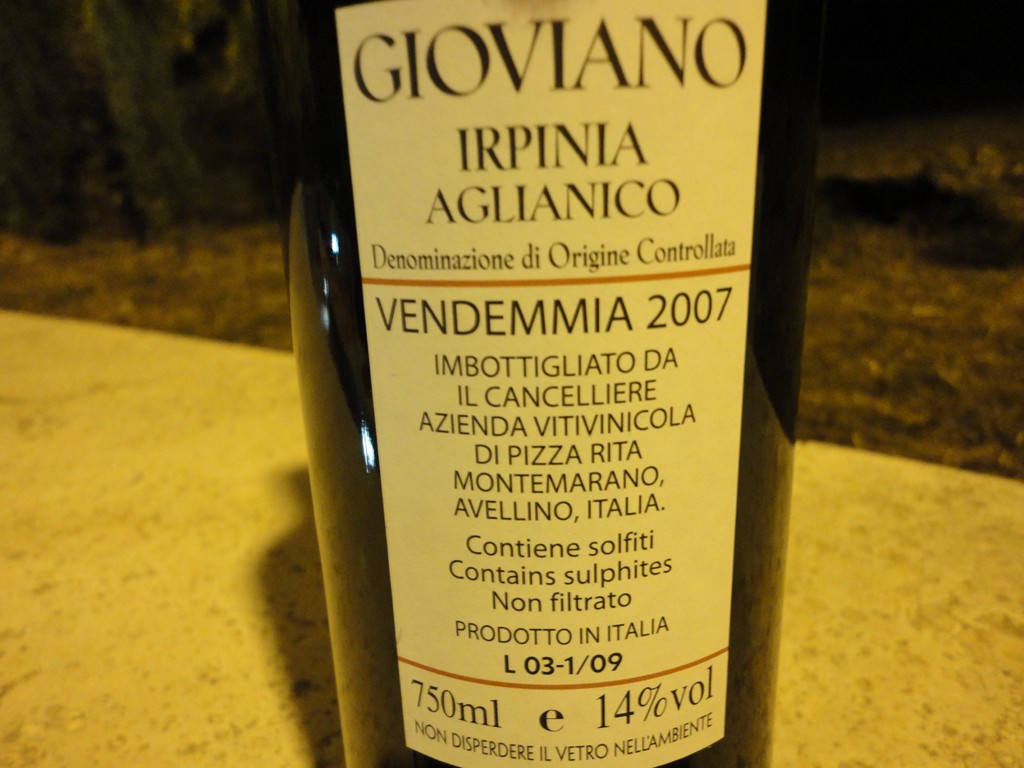 GIOVIANO
IRPINIA
AGLIANICO
Denominazione di Origine Controllata
VENDEMMIA 2007
IMBOTTIGLIATO DA
IL CANCELLIERE
AZIENDA VITIVINICOLA
DI PIZZA RITA
MONTEMARANO,
AVELLINO, ITALIA.
Contiene solfiti
Contains sulphites
Non filtrato
PRODOTTO IN ITALIA
L 03-1/09
750ml e 14%vol
NON DISPERDERE IL VETRO NELL'AMBIENTE